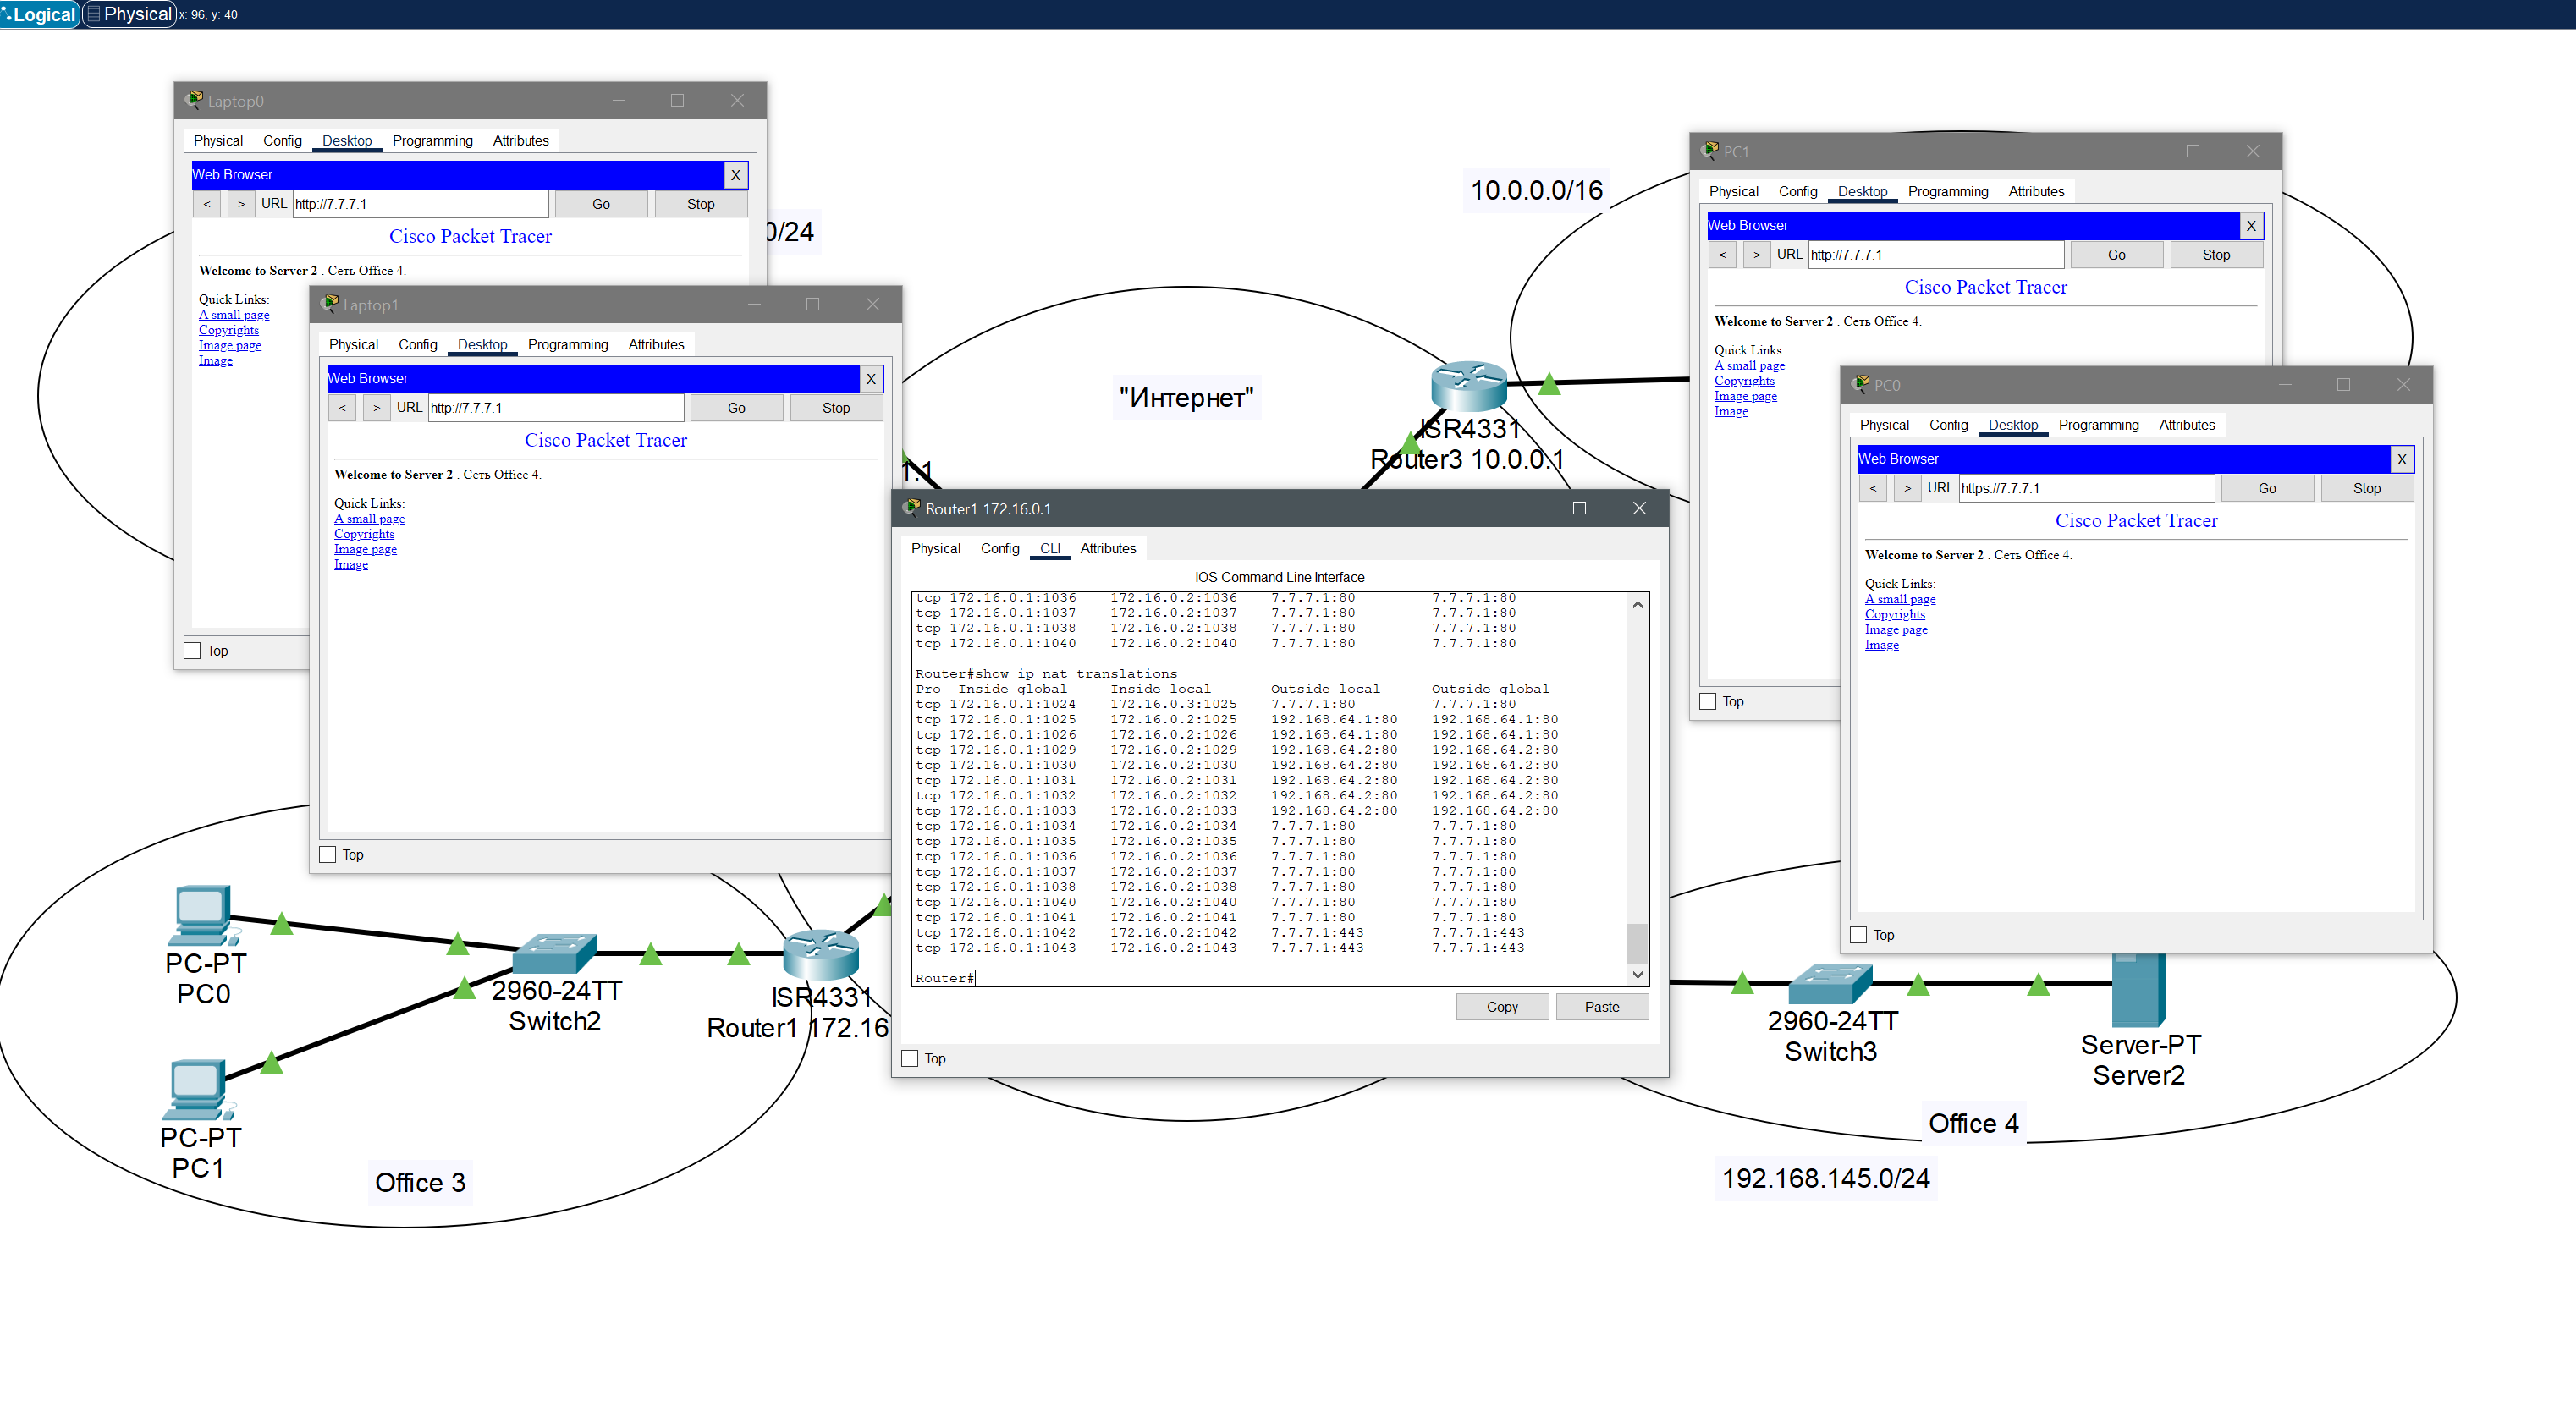 Logical Physical x: 96, y: 40
Laptop0
Physical Config Desktop Programming Attributes
Web Browser X
< > URL http://7.7.7.1 Go Stop
Cisco Packet Tracer
Welcome to Server 2 . Сеть Office 4.
Quick Links:
A small page
Copyrights
Image page
Image
Top
0/24
Laptop1
Physical Config Desktop Programming Attributes
Web Browser X
< > URL http://7.7.7.1 Go Stop
Cisco Packet Tracer
Welcome to Server 2 . Сеть Office 4.
Quick Links:
A small page
Copyrights
Image page
Image
Top
"Интернет"
1.1
10.0.0.0/16
ISR4331
Router3 10.0.0.1
PC1
Physical Config Desktop Programming Attributes
Web Browser X
< > URL http://7.7.7.1 Go Stop
Cisco Packet Tracer
Welcome to Server 2 . Сеть Office 4.
Quick Links:
A small page
Copyrights
Image page
Image
Top
PC0
Physical Config Desktop Programming Attributes
Web Browser X
< > URL https://7.7.7.1 Go Stop
Cisco Packet Tracer
Welcome to Server 2 . Сеть Office 4.
Quick Links:
A small page
Copyrights
Image page
Image
Top
Router1 172.16.0.1
Physical Config CLI Attributes
IOS Command Line Interface
tcp 172.16.0.1:1036 172.16.0.2:1036 7.7.7.1:80 7.7.7.1:80
tcp 172.16.0.1:1037 172.16.0.2:1037 7.7.7.1:80 7.7.7.1:80
tcp 172.16.0.1:1038 172.16.0.2:1038 7.7.7.1:80 7.7.7.1:80
tcp 172.16.0.1:1040 172.16.0.2:1040 7.7.7.1:80 7.7.7.1:80
Router#show ip nat translations
Pro Inside global Inside local Outside local Outside global
tcp 172.16.0.1:1024 172.16.0.3:1025 7.7.7.1:80 7.7.7.1:80
tcp 172.16.0.1:1025 172.16.0.2:1025 192.168.64.1:80 192.168.64.1:80
tcp 172.16.0.1:1026 172.16.0.2:1026 192.168.64.1:80 192.168.64.1:80
tcp 172.16.0.1:1029 172.16.0.2:1029 192.168.64.2:80 192.168.64.2:80
tcp 172.16.0.1:1030 172.16.0.2:1030 192.168.64.2:80 192.168.64.2:80
tcp 172.16.0.1:1031 172.16.0.2:1031 192.168.64.2:80 192.168.64.2:80
tcp 172.16.0.1:1032 172.16.0.2:1032 192.168.64.2:80 192.168.64.2:80
tcp 172.16.0.1:1033 172.16.0.2:1033 192.168.64.2:80 192.168.64.2:80
tcp 172.16.0.1:1034 172.16.0.2:1034 7.7.7.1:80 7.7.7.1:80
tcp 172.16.0.1:1035 172.16.0.2:1035 7.7.7.1:80 7.7.7.1:80
tcp 172.16.0.1:1036 172.16.0.2:1036 7.7.7.1:80 7.7.7.1:80
tcp 172.16.0.1:1037 172.16.0.2:1037 7.7.7.1:80 7.7.7.1:80
tcp 172.16.0.1:1038 172.16.0.2:1038 7.7.7.1:80 7.7.7.1:80
tcp 172.16.0.1:1040 172.16.0.2:1040 7.7.7.1:80 7.7.7.1:80
tcp 172.16.0.1:1041 172.16.0.2:1041 7.7.7.1:80 7.7.7.1:80
tcp 172.16.0.1:1042 172.16.0.2:1042 7.7.7.1:443 7.7.7.1:443
tcp 172.16.0.1:1043 172.16.0.2:1043 7.7.7.1:443 7.7.7.1:443
Router#
Copy Paste
Top
PC-PT
PC0
2960-24TT
Switch2
ISR4331
Router1 172.16
PC-PT
PC1
Office 3
2960-24TT
Switch3
Server-PT
Server2
Office 4
192.168.145.0/24